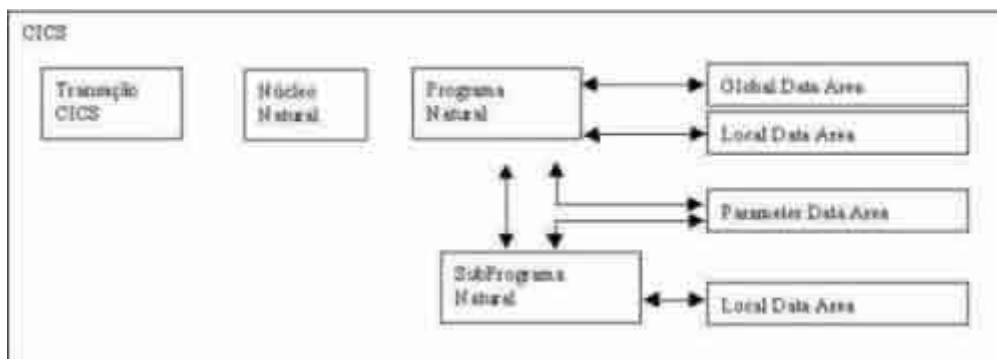 CICS
Transação
CICS
Núcleo
Natural
Programa
Natural
Global Data Area
Local Data Area
Parameter Data Area
SubPrograma
Natural
Local Data Area